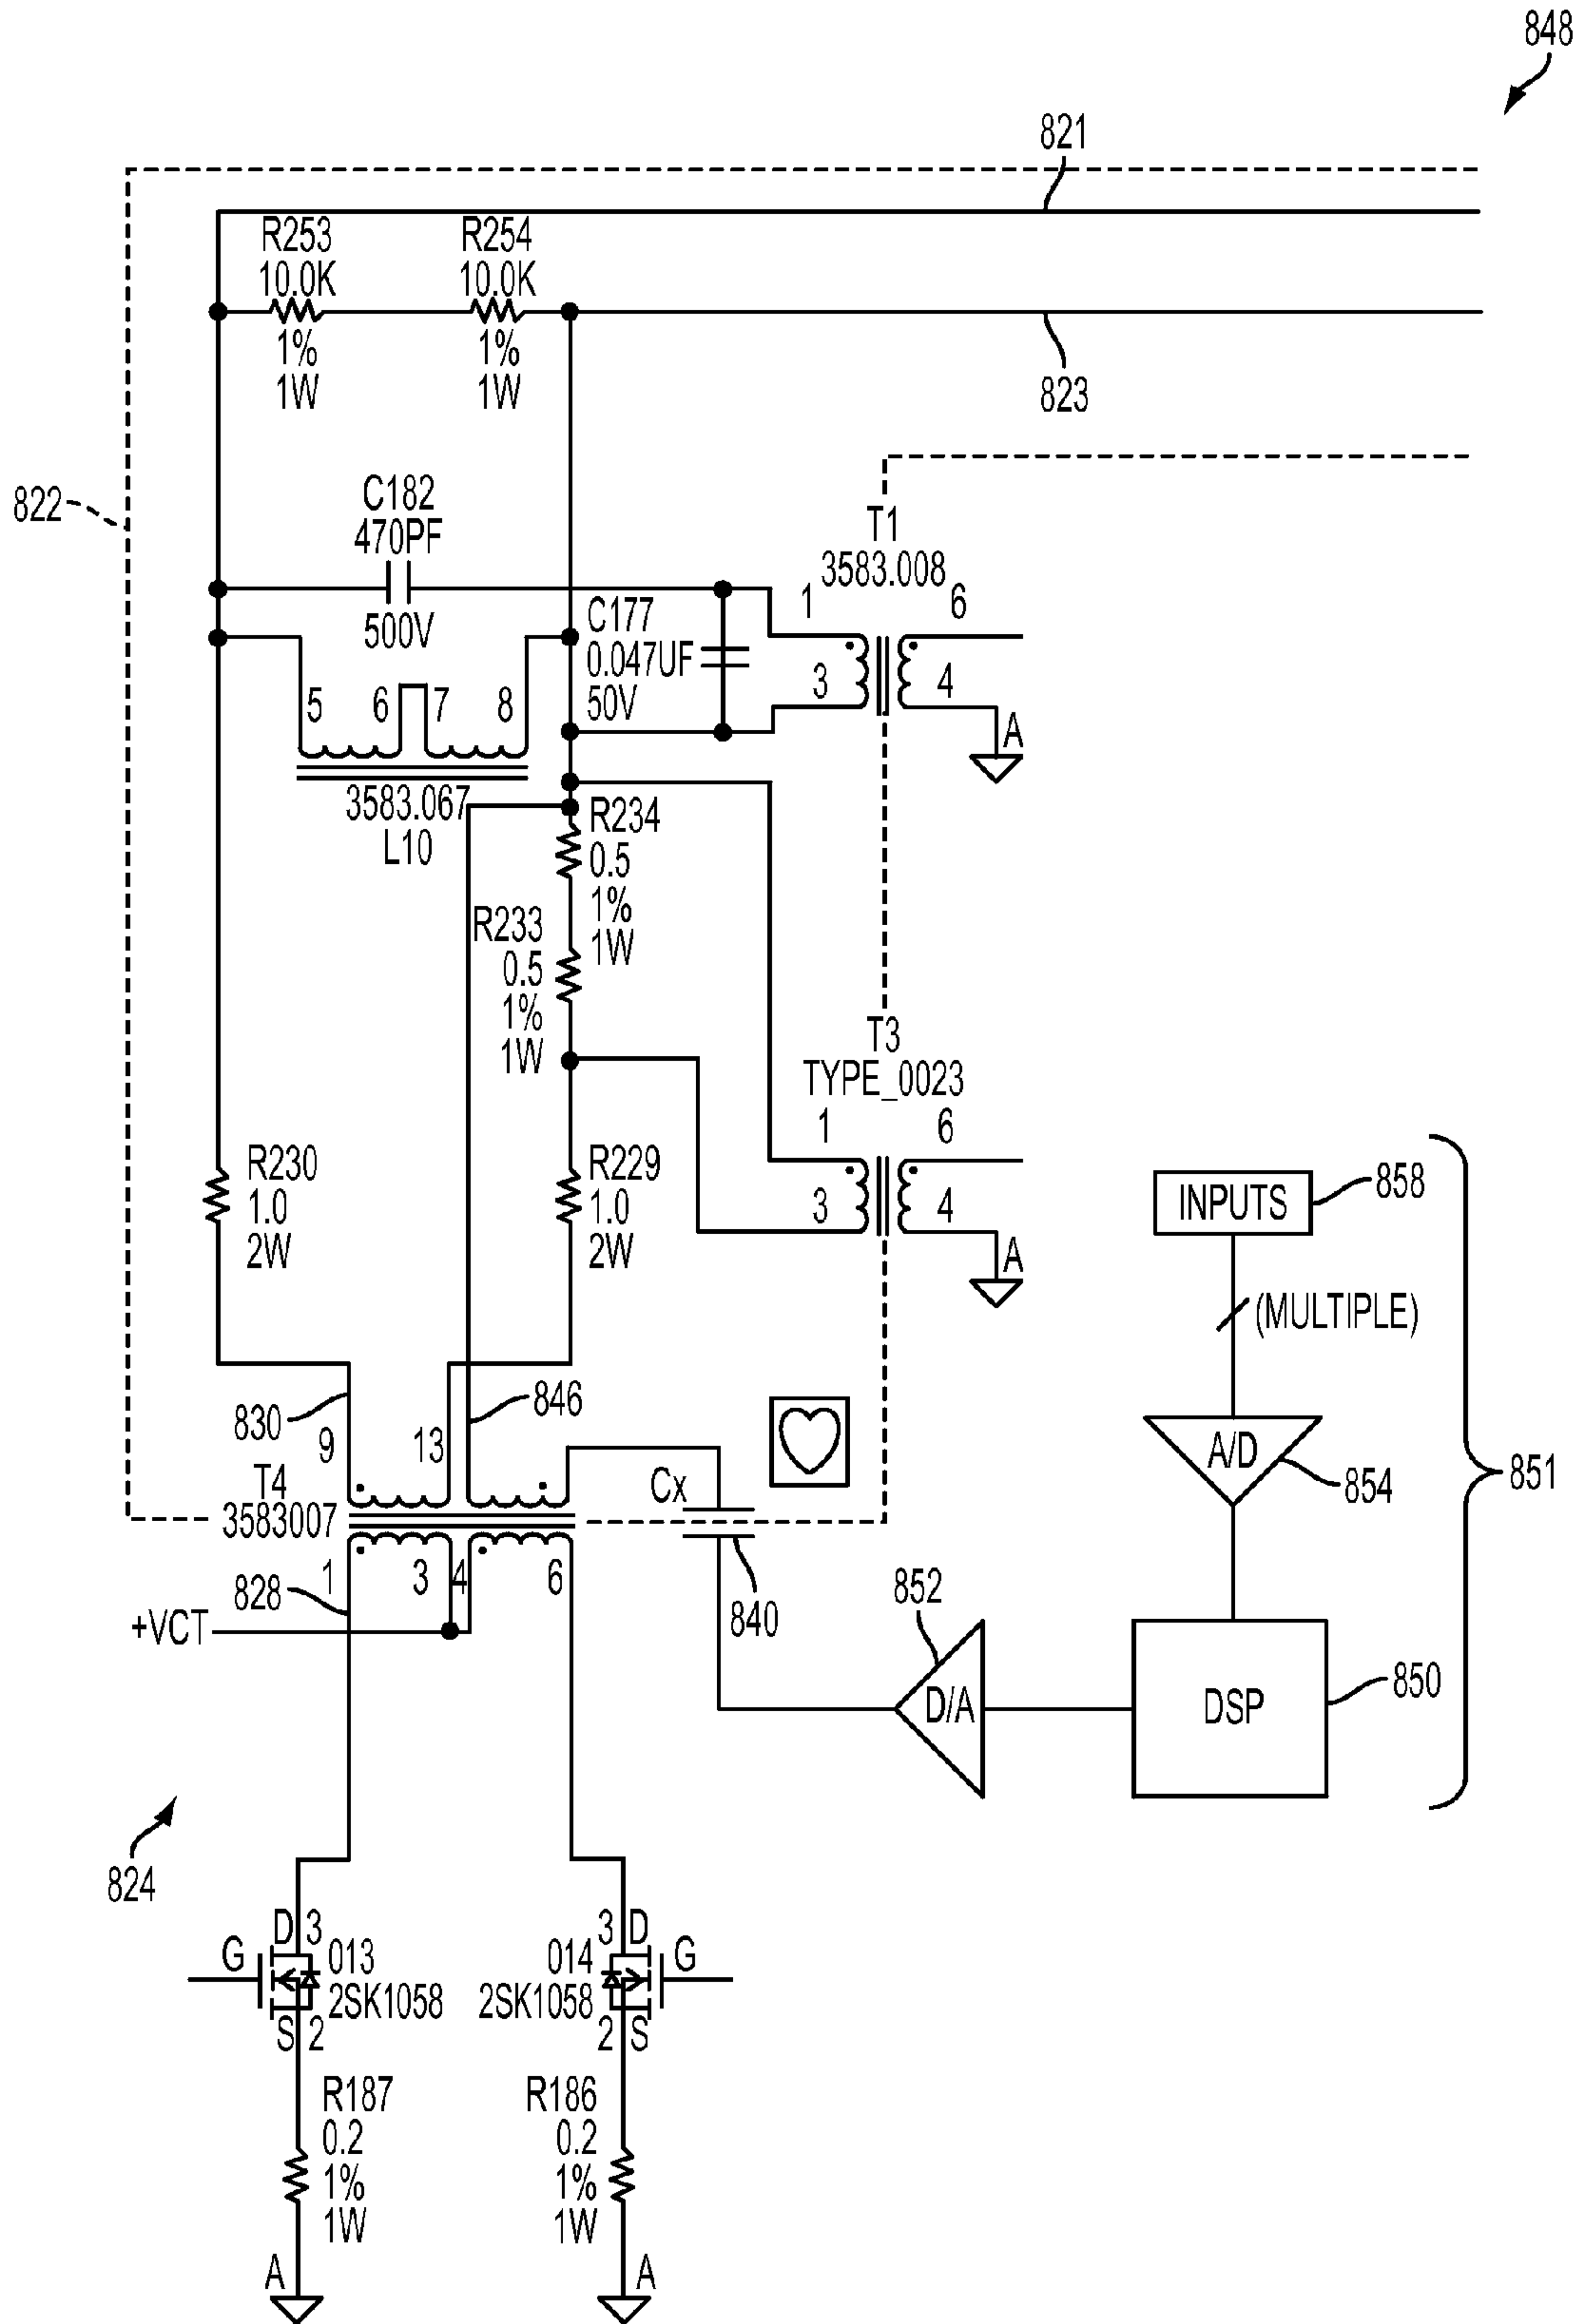 848
821
R253
10.0K
1%
1W
R254
10.0K
1%
1W
823
822
C182
470PF
500V
T1
3583.008
1
6
3
4
A
C177
0.047UF
50V
5
6
7
8
3583.067
L10
R234
0.5
1%
1W
R233
0.5
1%
1W
T3
TYPE_0023
1
6
3
4
A
R230
1.0
2W
R229
1.0
2W
INPUTS
858
(MULTIPLE)
A/D
854
851
830
846
9
13
T4
3583007
Cx
1
3
4
6
828
840
+VCT
852
D/A
DSP
850
824
D
3
G
013
2SK1058
S
2
3
D
014
G
2SK1058
2
S
R187
0.2
1%
1W
R186
0.2
1%
1W
A
A